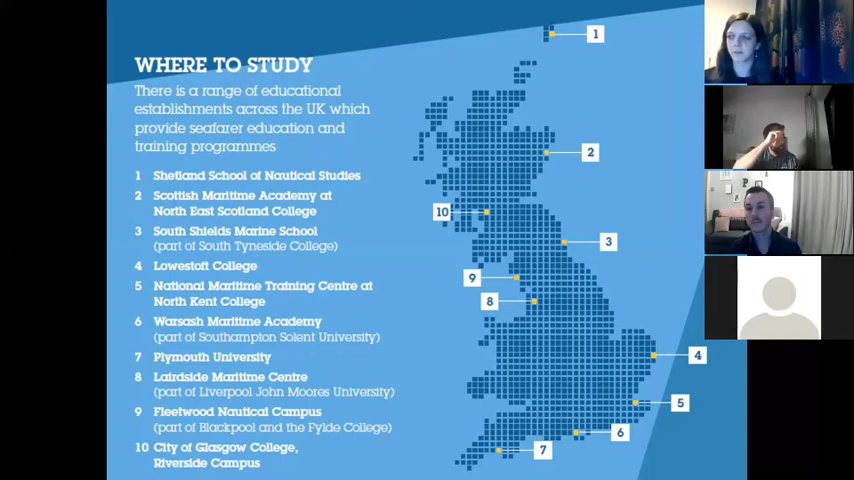 WHERE TO STUDY
There is a range of educational
establishments across the UK which
provide seafarer education and
training programmes
1 Shetland School of Nautical Studies
2 Scottish Maritime Academy at
North East Scotland College
3 South Shields Marine School
(part of South Tyneside College)
4 Lowestoft College
5 National Maritime Training Centre at
North Kent College
6 Warsash Maritime Academy
(part of Southampton Solent University)
7 Plymouth University
8 Lairdside Maritime Centre
(part of Liverpool John Moores University)
9 Fleetwood Nautical Campus
(part of Blackpool and the Fylde College)
10 City of Glasgow College,
Riverside Campus
1
2
10
3
9
8
4
5
6
7